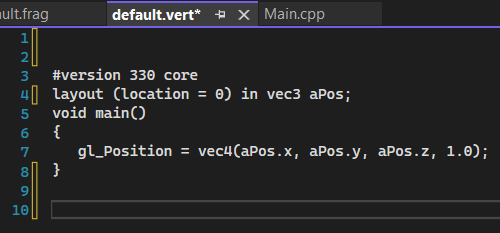 ult.frag default.vert* Main.cpp
1
2
3 #version 330 core
4 layout (location = 0) in vec3 aPos;
5 void main()
6 {
7 gl_Position = vec4(aPos.x, aPos.y, aPos.z, 1.0);
8 }
9
10